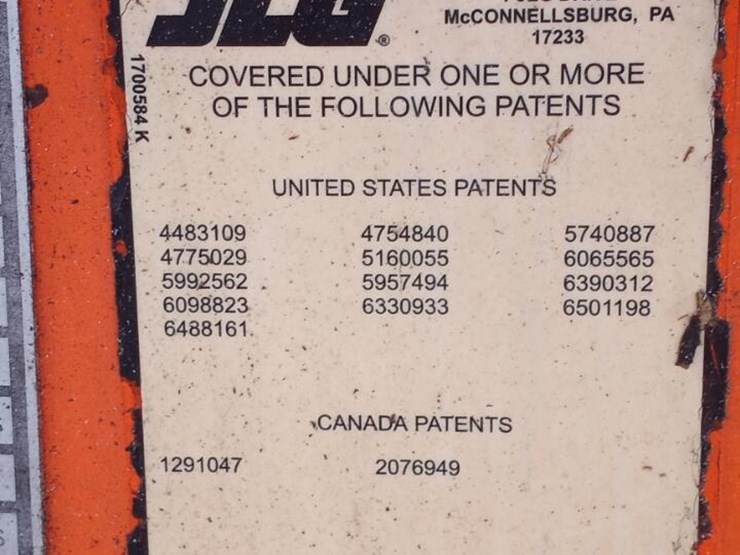 JLG®
McCONNELLSBURG, PA
17233
1700584 K
COVERED UNDER ONE OR MORE
OF THE FOLLOWING PATENTS
UNITED STATES PATENTS
4483109 4754840 5740887
4775029 5160055 6065565
5992562 5957494 6390312
6098823 6330933 6501198
6488161
CANADA PATENTS
1291047 2076949